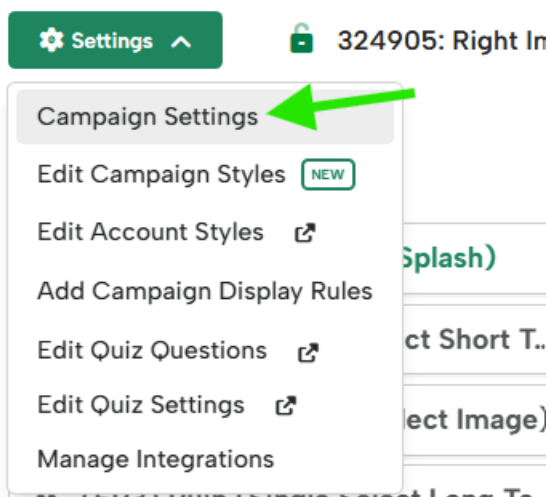 Settings
324905: Right Im
Campaign Settings
Edit Campaign Styles NEW
Edit Account Styles
Splash)
Add Campaign Display Rules
Edit Quiz Questions
ct Short T..
Edit Quiz Settings
lect Image)
Manage Integrations